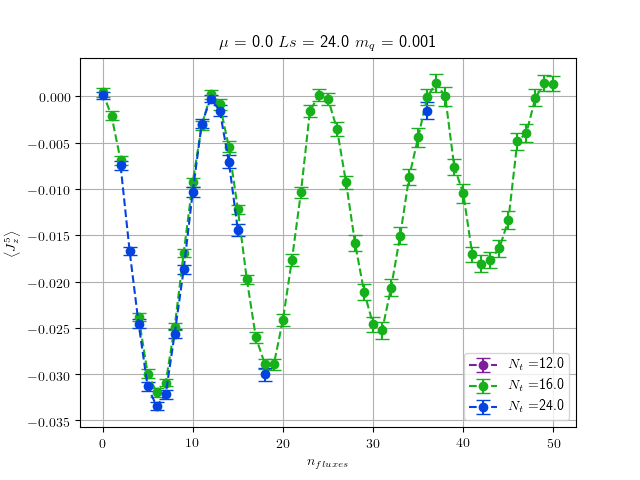 μ = 0.0 Ls = 24.0 m_q = 0.001
0.000
−0.005
−0.010
−0.015
−0.020
−0.025
−0.030
−0.035
⟨J_z^5⟩
0 10 20 30 40 50
n_{fluxes}
N_t =12.0
N_t =16.0
N_t =24.0